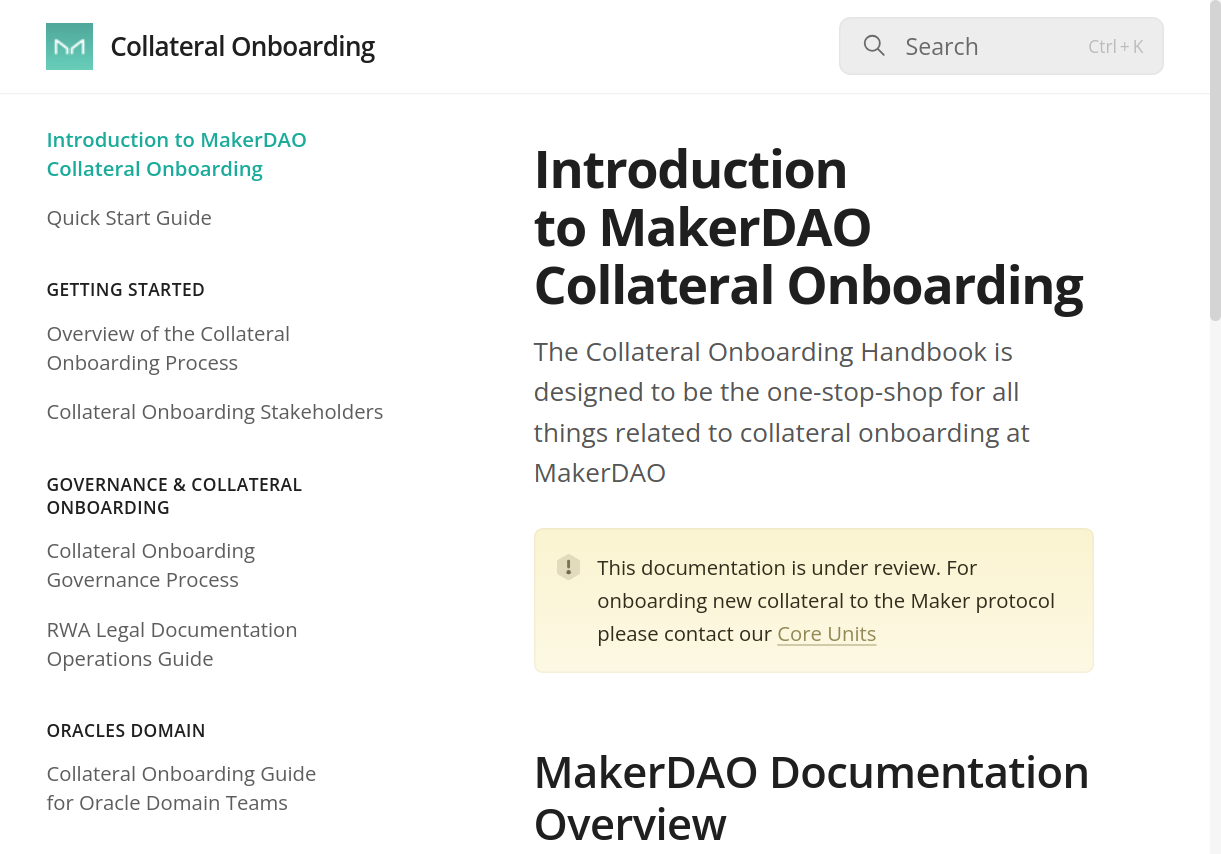 Collateral Onboarding
Search
Ctrl + K
Introduction to MakerDAO
Collateral Onboarding
Quick Start Guide
GETTING STARTED
Overview of the Collateral
Onboarding Process
Collateral Onboarding Stakeholders
GOVERNANCE & COLLATERAL
ONBOARDING
Collateral Onboarding
Governance Process
RWA Legal Documentation
Operations Guide
ORACLES DOMAIN
Collateral Onboarding Guide
for Oracle Domain Teams
Introduction
to MakerDAO
Collateral Onboarding
The Collateral Onboarding Handbook is
designed to be the one-stop-shop for all
things related to collateral onboarding at
MakerDAO
This documentation is under review. For
onboarding new collateral to the Maker protocol
please contact our Core Units
MakerDAO Documentation
Overview